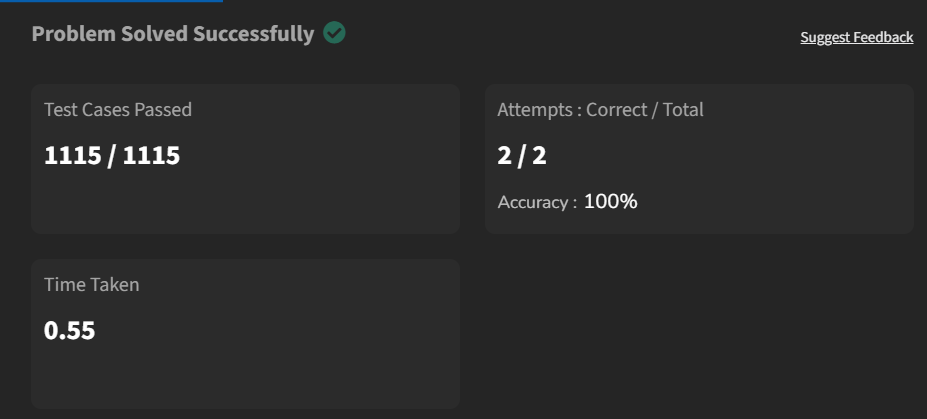 Problem Solved Successfully
Suggest Feedback
Test Cases Passed
1115 / 1115
Attempts : Correct / Total
2 / 2
Accuracy : 100%
Time Taken
0.55